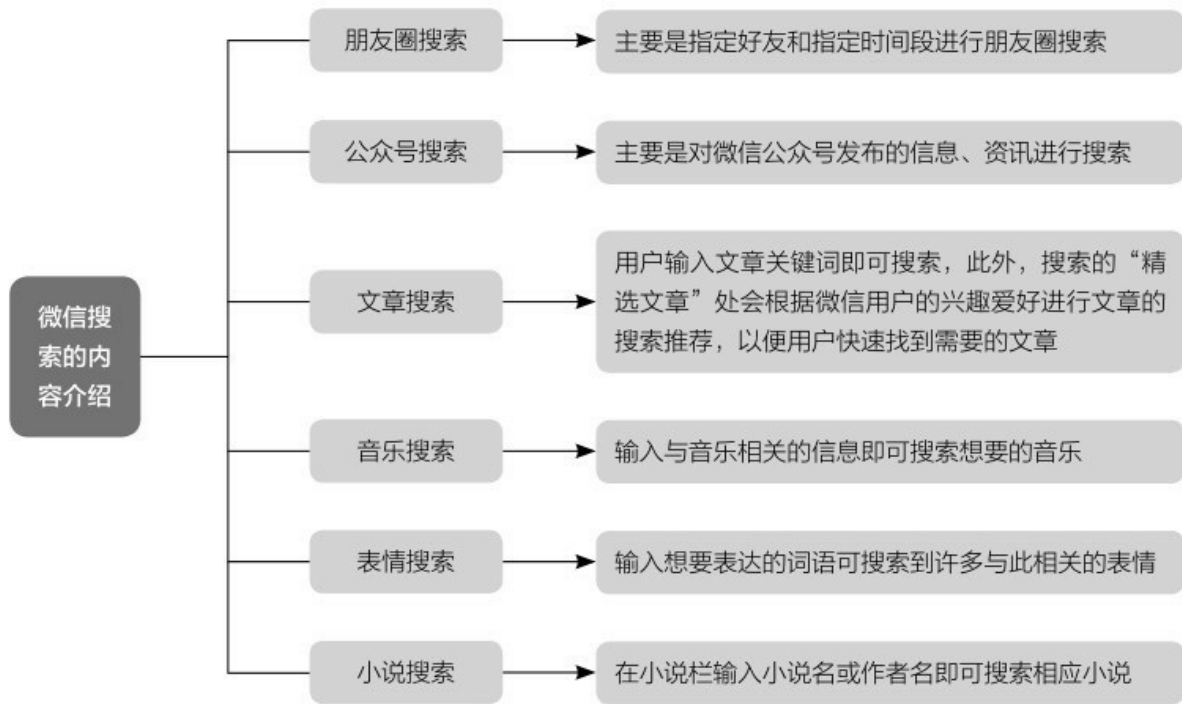 微信搜
索的内
容介绍
朋友圈搜索
主要是指定好友和指定时间段进行朋友圈搜索
公众号搜索
主要是对微信公众号发布的信息、资讯进行搜索
文章搜索
用户输入文章关键词即可搜索，此外，搜索的“精
选文章”处会根据微信用户的兴趣爱好进行文章的
搜索推荐，以便用户快速找到需要的文章
音乐搜索
输入与音乐相关的信息即可搜索想要的音乐
表情搜索
输入想要表达的词语可搜索到许多与此相关的表情
小说搜索
在小说栏输入小说名或作者名即可搜索相应小说